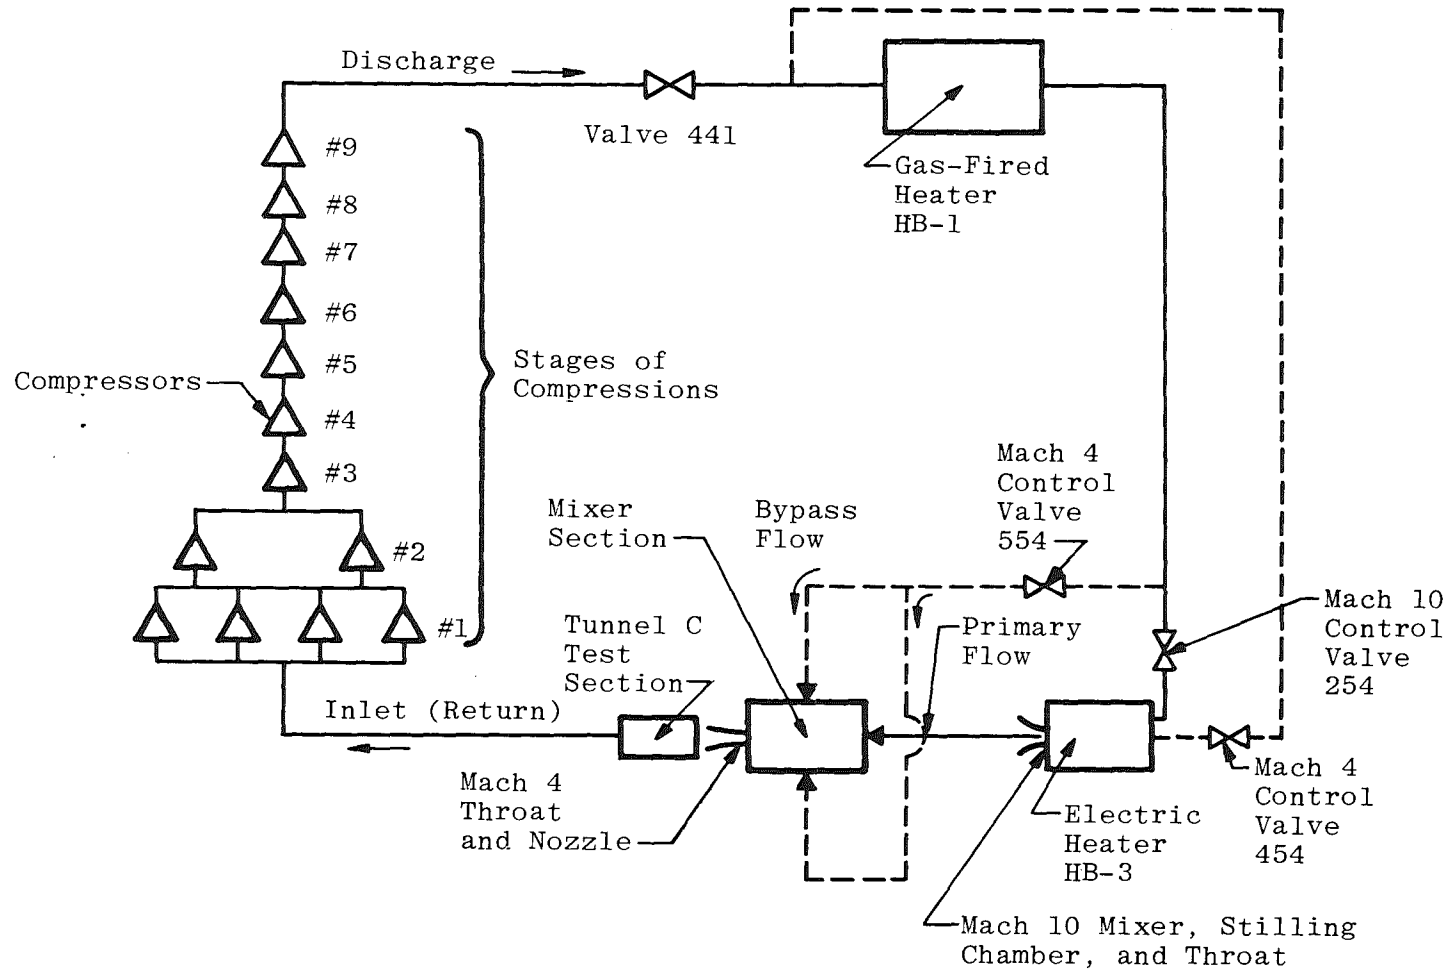 Discharge
Valve 441
Gas-Fired
Heater
HB-1
#9
#8
#7
#6
#5
#4
#3
#2
#1
Compressors
Stages of
Compressions
Mach 4
Control
Valve
554
Mixer
Section
Bypass
Flow
Tunnel C
Test
Section
Primary
Flow
Mach 10
Control
Valve
254
Inlet (Return)
Mach 4
Throat
and Nozzle
Electric
Heater
HB-3
Mach 4
Control
Valve
454
Mach 10 Mixer, Stilling
Chamber, and Throat